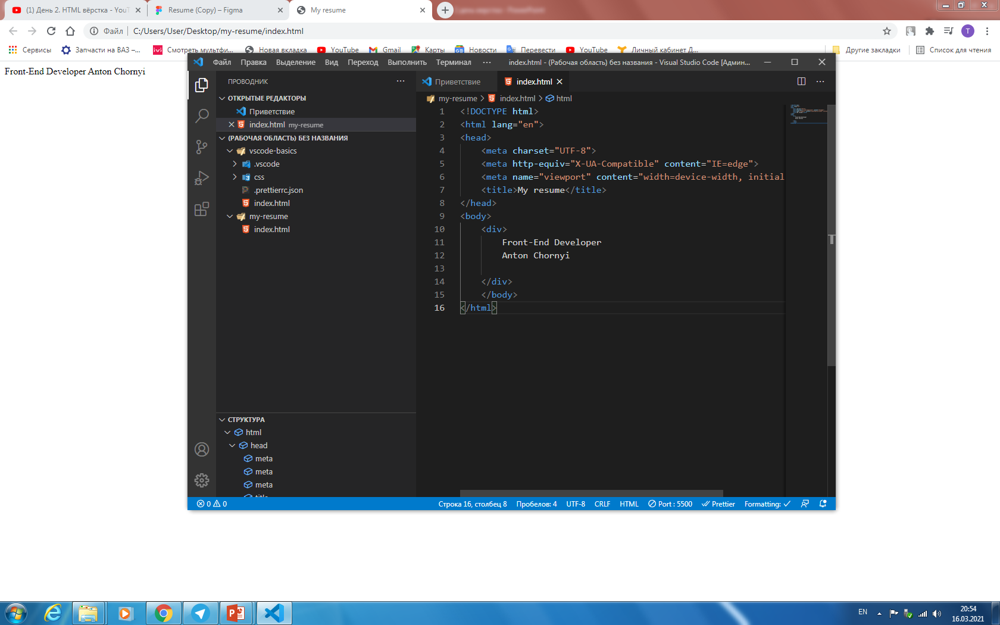 (1) День 2. HTML вёрстка - YouT
Resume (Copy) – Figma
My resume
Файл
C:/Users/User/Desktop/my-resume/index.html
T
Сервисы
Запчасти на ВАЗ –...
ivi
Смотреть мультфи...
Новая вкладка
YouTube
Gmail
Карты
Новости
Перевести
YouTube
Личный кабинет Д...
Другие закладки
Список для чтения
Front-End Developer Anton Chornyi
Файл Правка Выделение Вид Переход Выполнить Терминал ···
index.html - (Рабочая область) без названия - Visual Studio Code [Админ...
ПРОВОДНИК
ОТКРЫТЫЕ РЕДАКТОРЫ
Приветствие
index.html my-resume
(РАБОЧАЯ ОБЛАСТЬ) БЕЗ НАЗВАНИЯ
vscode-basics
.vscode
css
.prettierrc.json
index.html
my-resume
index.html
СТРУКТУРА
html
head
meta
meta
meta
title
Приветствие
index.html
my-resume > index.html > html
1 <!DOCTYPE html>
2 <html lang="en">
3 <head>
4 <meta charset="UTF-8">
5 <meta http-equiv="X-UA-Compatible" content="IE=edge">
6 <meta name="viewport" content="width=device-width, initial
7 <title>My resume</title>
8 </head>
9 <body>
10 <div>
11 Front-End Developer
12 Anton Chornyi
13
14 </div>
15 </body>
16 </html>
0 0
Строка 16, столбец 8
Пробелов: 4
UTF-8
CRLF
HTML
Port : 5500
Prettier
Formatting: ✓
EN
20:54
16.03.2021